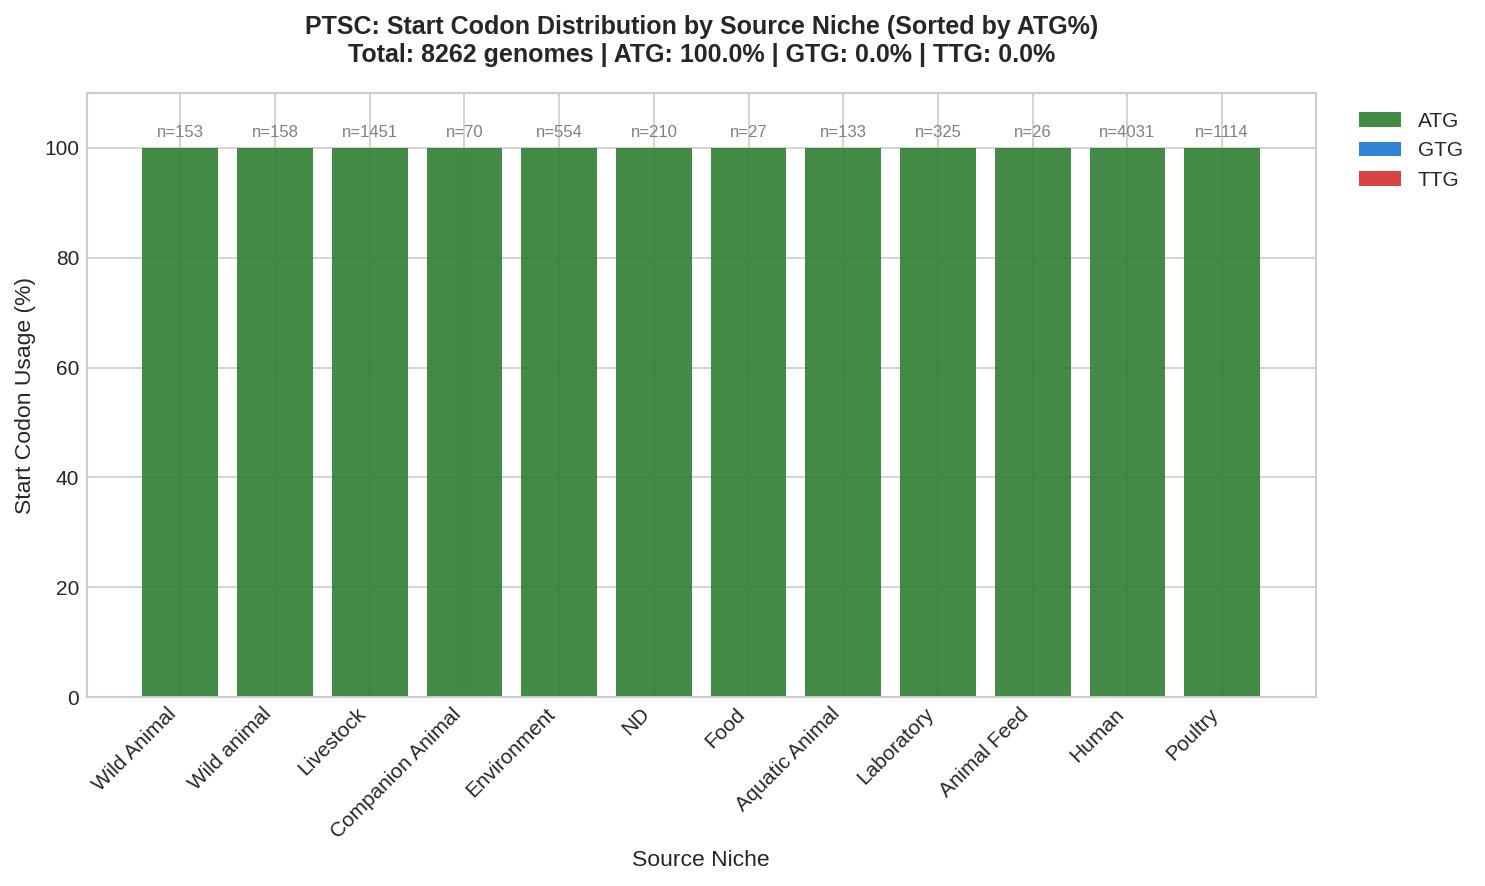 PTSC: Start Codon Distribution by Source Niche (Sorted by ATG%)
Total: 8262 genomes | ATG: 100.0% | GTG: 0.0% | TTG: 0.0%
n=153
n=158
n=1451
n=70
n=554
n=210
n=27
n=133
n=325
n=26
n=4031
n=1114
ATG
GTG
TTG
100
80
60
40
20
0
Start Codon Usage (%)
Wild Animal
Wild animal
Livestock
Companion Animal
Environment
ND
Food
Aquatic Animal
Laboratory
Animal Feed
Human
Poultry
Source Niche